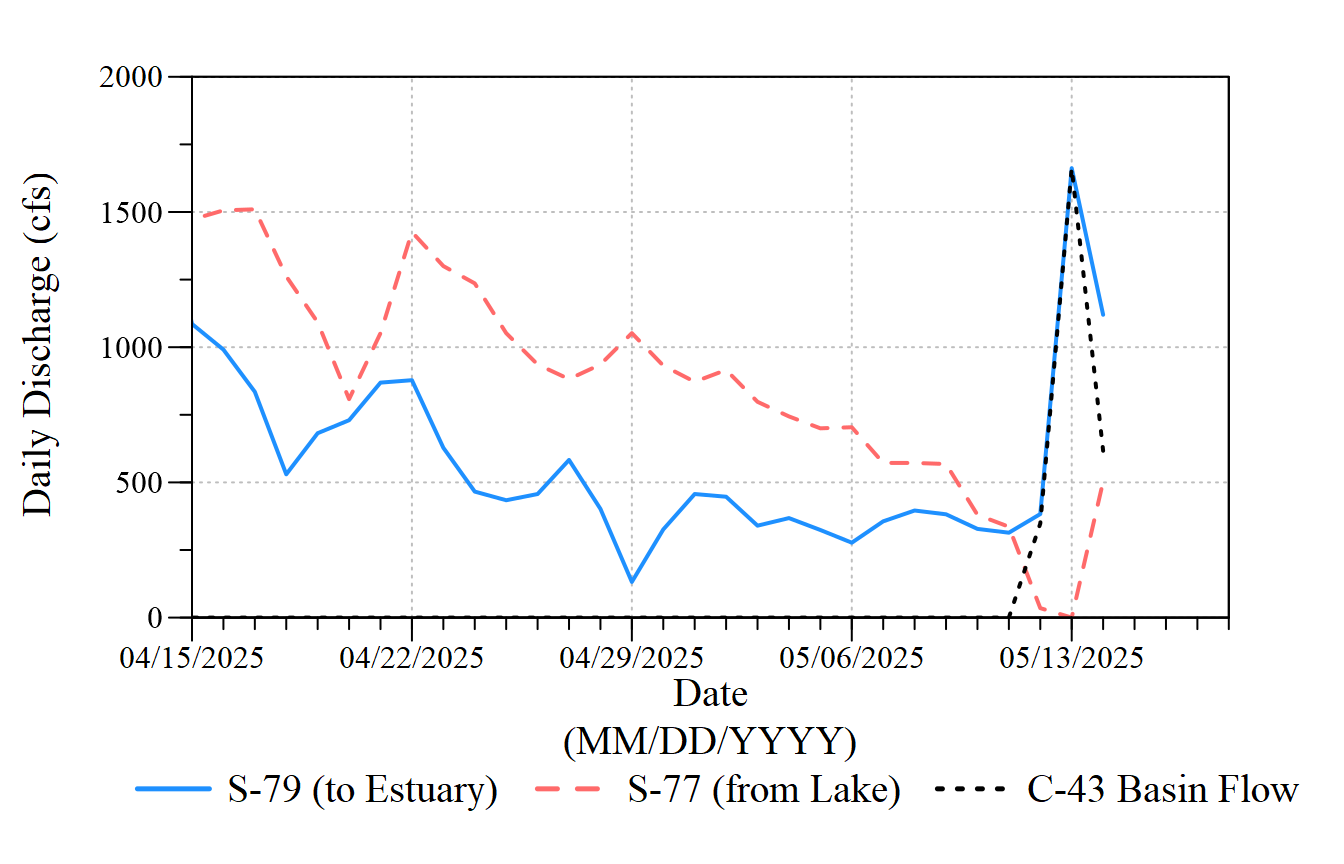 2000
1500
1000
500
0
Daily Discharge (cfs)
04/15/2025 04/22/2025 04/29/2025 05/06/2025 05/13/2025
Date
(MM/DD/YYYY)
S-79 (to Estuary) S-77 (from Lake) C-43 Basin Flow